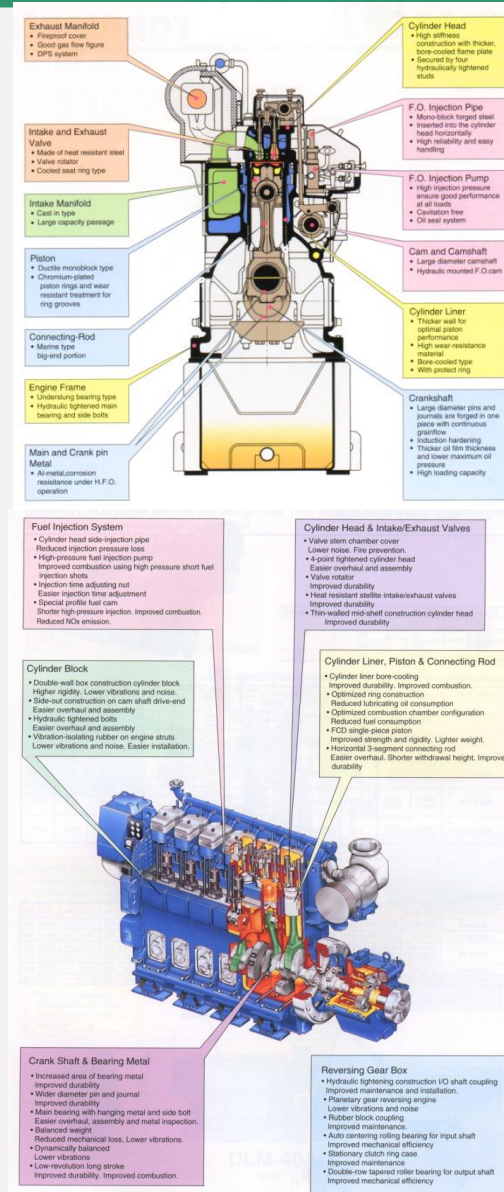 Exhaust Manifold
• Fireproof cover
• Good gas flow figure
• DPS system
Intake and Exhaust
Valve
• Made of heat resistant steel
• Valve rotator
• Cooled seat ring type
Intake Manifold
• Cast in type
• Large capacity passage
Piston
• Ductile monoblock type
• Chromium-plated
piston rings and wear
resistant treatment for
ring grooves
Connecting-Rod
• Marine type
big-end portion
Engine Frame
• Underslung bearing type
• Hydraulic tightened main
bearing and side bolts
Main and Crank pin
Metal
• Al-metal,corrosion
resisitance under H.F.O.
operation
Cylinder Head
• High stiffness
construction with thicker,
bore-cooled flame plate
• Secured by four
hydraulically tightened
studs
F.O. Injection Pipe
• Mono-block forged steel
• Inserted into the cylinder
head horizontally
• High reliability and easy
handling
F.O. Injection Pump
• High injection pressure
ensure good performance
at all loads
• Cavitation free
• Oil seal system
Cam and Camshaft
• Large diameter camshaft
• Hydraulic mounted F.O.cam
Cylinder Liner
• Thicker wall for
optimal piston
performance
• High wear-resistance
material
• Bore-cooled type
• With protect ring
Crankshaft
• Large diameter pins and
journals are forged in one
piece with continuous
grainflow
• Induction hardening
• Thicker oil film thickness
and lower maximum oil
pressure
• High loading capacity
Fuel Injection System
• Cylinder head side-injection pipe
Reduced injection pressure loss
• High-pressure fuel injection pump
Improved combustion using high pressure short fuel
injection shots
• Injection time adjusting nut
Easier injection time adjustment
• Special profile fuel cam
Shorter high-pressure injection. Improved combustion.
Reduced NOx emission.
Cylinder Head & Intake/Exhaust Valves
• Valve stem chamber cover
Lower noise. Fire prevention.
• 4-point tightened cylinder head
Easier overhaul and assembly
• Valve rotator
Improved durability
• Heat resistant stellite intake/exhaust valves
Improved durability
• Thin-walled mid-shelf construction cylinder head
Improved durability
Cylinder Block
• Double-wall box construction cylinder block
Higher rigidity. Lower vibrations and noise.
• Side-out construction on cam shaft drive-end
Easier overhaul and assembly
• Hydraulic tightened bolts
Easier overhaul and assembly
• Vibration-isolating rubber on engine struts
Lower vibrations and noise. Easier installation.
Cylinder Liner, Piston & Connecting Rod
• Cylinder liner bore-cooling
Improved durability. Improved combustion.
• Optimized ring construction
Reduced lubricating oil consumption
• Optimized combustion chamber configuration
Reduced fuel consumption
• FCD single-piece piston
Improved strength and rigidity. Lighter weight.
• Horizontal 3-segment connecting rod
Easier overhaul. Shorter withdrawal height. Improve
durability
Crank Shaft & Bearing Metal
• Increased area of bearing metal
Improved durability
• Wider diameter pin and journal
Improved durability
• Main bearing with hanging metal and side bolt
Easier overhaul, assembly and metal inspection.
• Balanced weight
Reduced mechanical loss. Lower vibrations.
• Dynamically balanced
Lower vibrations
• Low-revolution long stroke
Improved durability. Improved combustion.
Reversing Gear Box
• Hydraulic tightening construction I/O shaft coupling
Improved maintenance and installation.
• Planetary gear reversing engine
Lower vibrations and noise
• Rubber block coupling
Improved maintenance.
• Auto centering rolling bearing for input shaft
Improved mechanical efficiency
• Stationary clutch ring case
Improved maintenance
• Double-row tapered roller bearing for output shaft
Improved mechanical efficiency